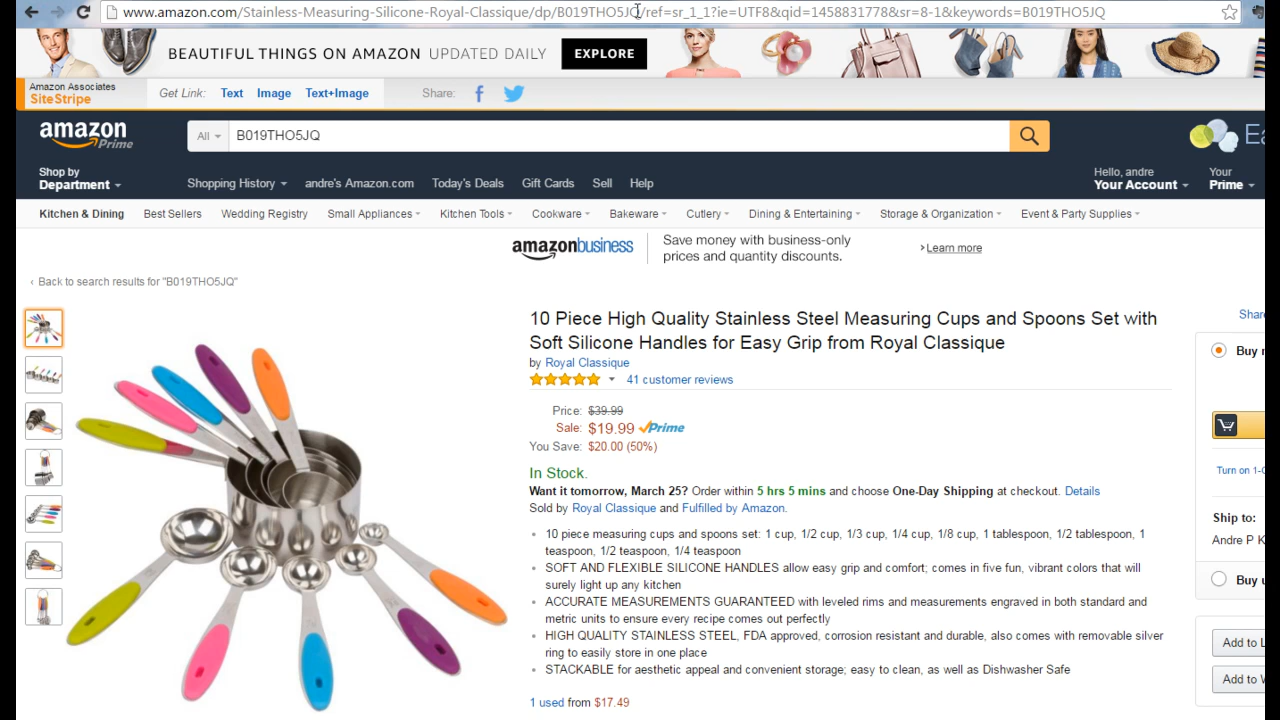 www.amazon.com/Stainless-Measuring-Silicone-Royal-Classique/dp/B019THO5JQ/ref=sr_1_1?ie=UTF8&qid=1458831778&sr=8-1&keywords=B019THO5JQ
BEAUTIFUL THINGS ON AMAZON UPDATED DAILY EXPLORE
Amazon Associates
SiteStripe
Get Link: Text Image Text+Image Share:
amazon
Prime
All B019THO5JQ
Shop by
Department
Shopping History andre's Amazon.com Today's Deals Gift Cards Sell Help
Hello, andre
Your Account
Your
Prime
Kitchen & Dining Best Sellers Wedding Registry Small Appliances Kitchen Tools Cookware Bakeware Cutlery Dining & Entertaining Storage & Organization Event & Party Supplies
amazonbusiness
Save money with business-only
prices and quantity discounts.
› Learn more
‹ Back to search results for "B019THO5JQ"
10 Piece High Quality Stainless Steel Measuring Cups and Spoons Set with
Soft Silicone Handles for Easy Grip from Royal Classique
by Royal Classique
41 customer reviews
Price: $39.99
Sale: $19.99 Prime
You Save: $20.00 (50%)
In Stock.
Want it tomorrow, March 25? Order within 5 hrs 5 mins and choose One-Day Shipping at checkout. Details
Sold by Royal Classique and Fulfilled by Amazon.
10 piece measuring cups and spoons set: 1 cup, 1/2 cup, 1/3 cup, 1/4 cup, 1/8 cup, 1 tablespoon, 1/2 tablespoon, 1
teaspoon, 1/2 teaspoon, 1/4 teaspoon
SOFT AND FLEXIBLE SILICONE HANDLES allow easy grip and comfort; comes in five fun, vibrant colors that will
surely light up any kitchen
ACCURATE MEASUREMENTS GUARANTEED with leveled rims and measurements engraved in both standard and
metric units to ensure every recipe comes out perfectly
HIGH QUALITY STAINLESS STEEL, FDA approved, corrosion resistant and durable, also comes with removable silver
ring to easily store in one place
STACKABLE for aesthetic appeal and convenient storage; easy to clean, as well as Dishwasher Safe
1 used from $17.49
Share
Buy
Turn on 1-
Ship to:
Andre P K
Buy
Add to
Add to